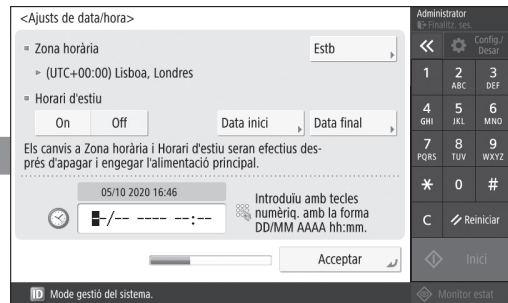 <Ajusts de data/hora>
Zona horària
Estb
(UTC+00:00) Lisboa, Londres
Horari d'estiu
On Off Data inici Data final
Els canvis a Zona horària i Horari d'estiu seran efectius des-
prés d'apagar i engegar l'alimentació principal.
05/10 2020 16:46
--/-- ---- --:--
Introduïu amb tecles
numèriq. amb la forma
DD/MM AAAA hh:mm.
Acceptar
ID Mode gestió del sistema.
Administrator
Finalitz. ses.
Config./
Desar
1 2 3
ABC DEF
4 5 6
GHI JKL MNO
7 8 9
PQRS TUV WXYZ
* 0 #
C Reiniciar
Inici
Monitor estat